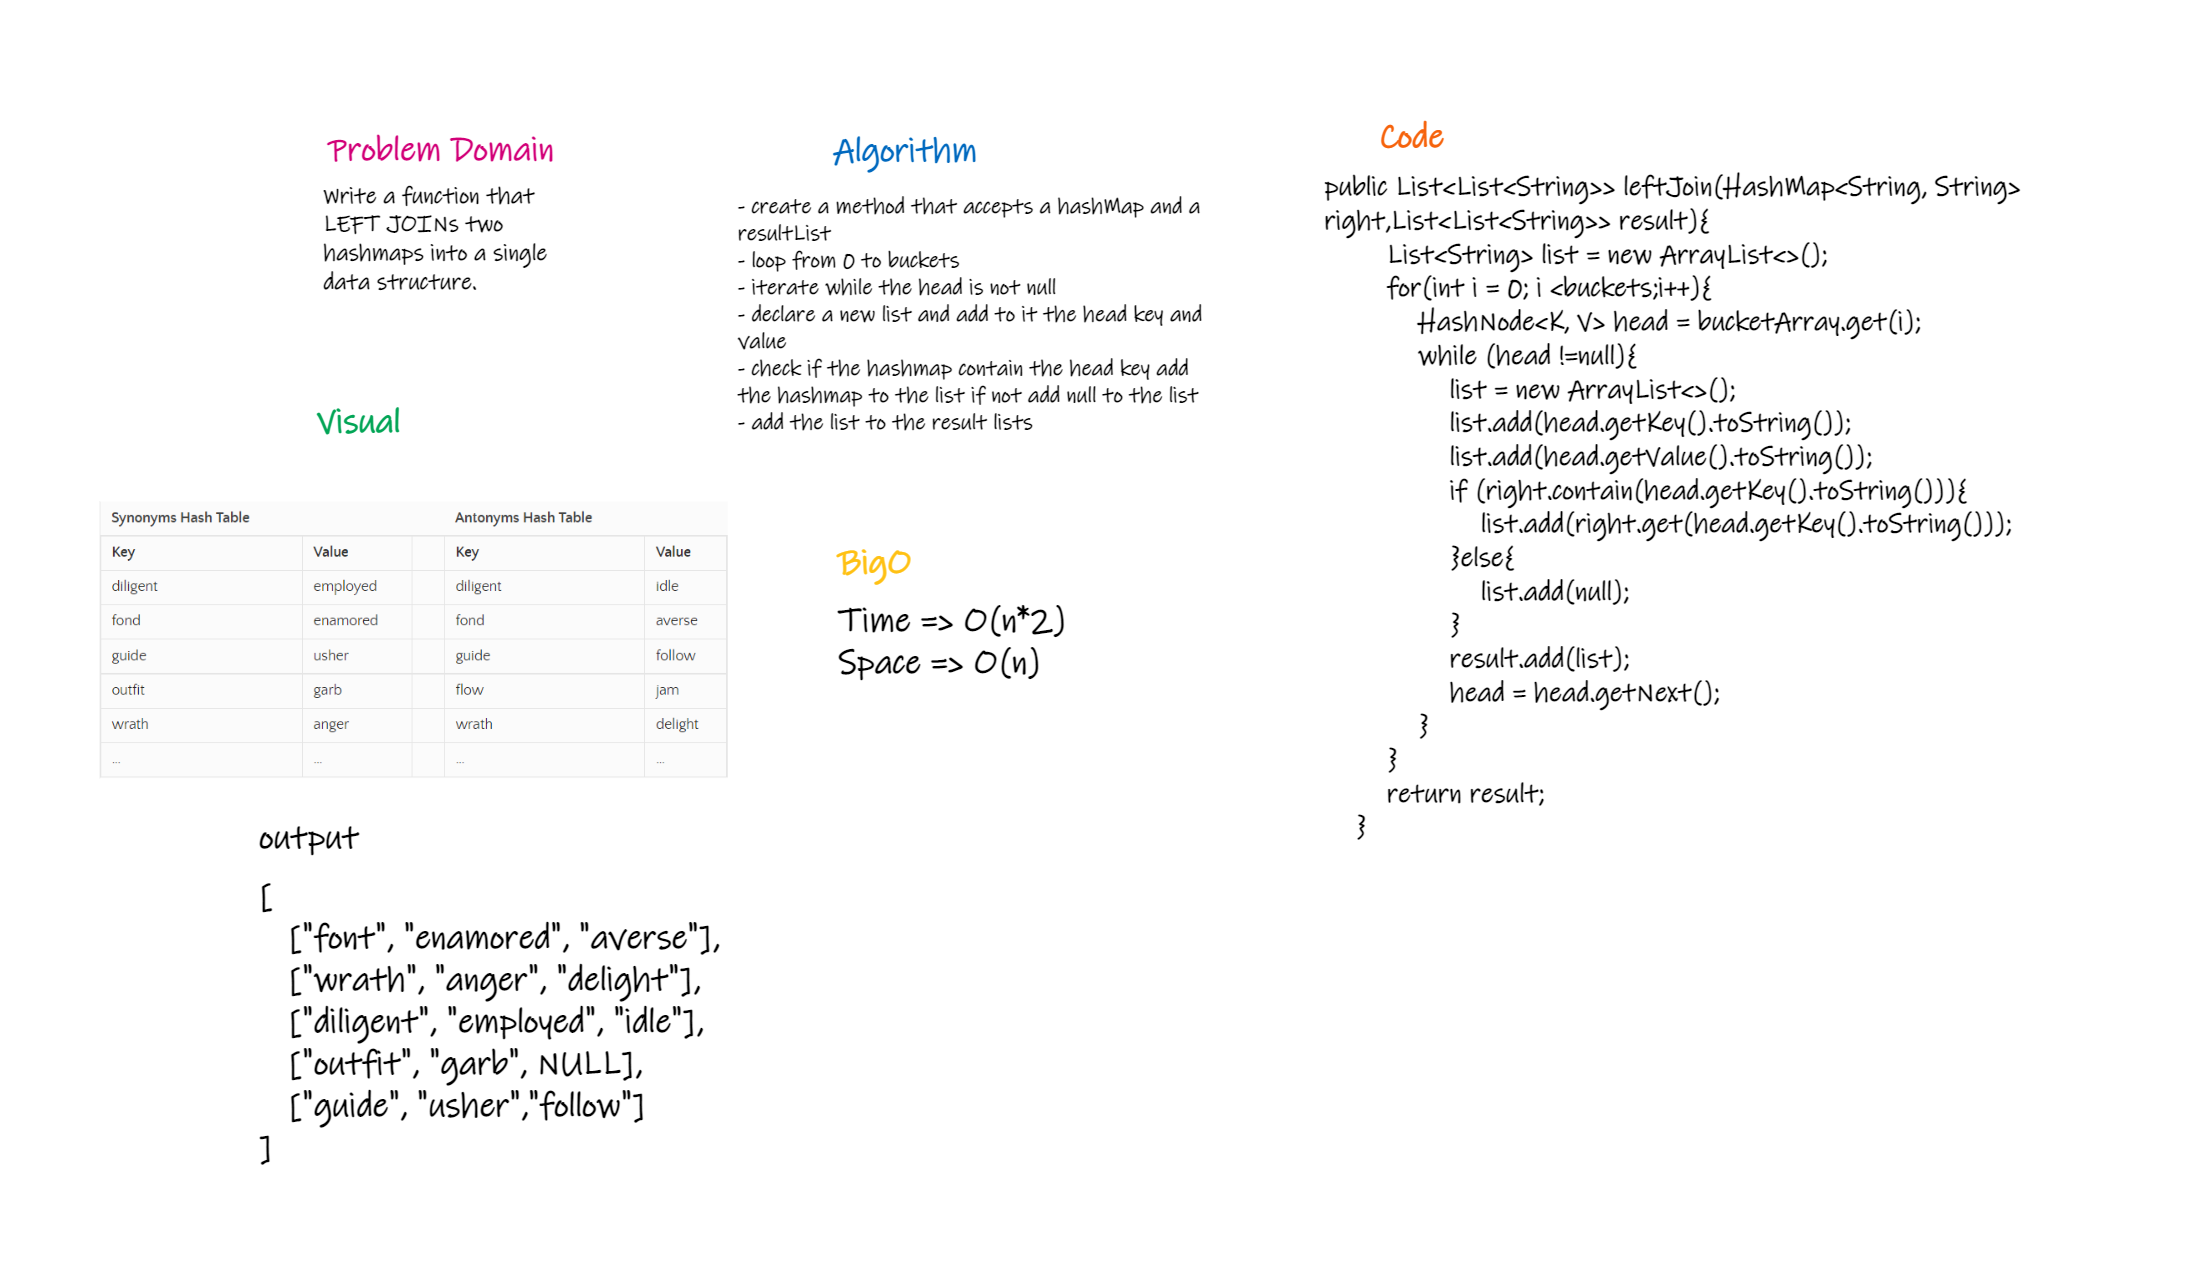 Problem Domain
Write a function that
LEFT JOINs two
hashmaps into a single
data structure.
Visual
Synonyms Hash Table Antonyms Hash Table
Key Value Key Value
diligent employed diligent idle
fond enamored fond averse
guide usher guide follow
outfit garb flow jam
wrath anger wrath delight
... ... ... ...
output
[
["font", "enamored", "averse"],
["wrath", "anger", "delight"],
["diligent", "employed", "idle"],
["outfit", "garb", NULL],
["guide", "usher","follow"]
]
Algorithm
- create a method that accepts a hashMap and a
resultList
- loop from 0 to buckets
- iterate while the head is not null
- declare a new list and add to it the head key and
value
- check if the hashmap contain the head key add
the hashmap to the list if not add null to the list
- add the list to the result lists
BigO
Time => O(n*2)
Space => O(n)
Code
public List<List<String>> leftJoin(HashMap<String, String>
right,List<List<String>> result){
List<String> list = new ArrayList<>();
for(int i = 0; i <buckets;i++){
HashNode<K, V> head = bucketArray.get(i);
while (head !=null){
list = new ArrayList<>();
list.add(head.getKey().toString());
list.add(head.getValue().toString());
if (right.contain(head.getKey().toString())){
list.add(right.get(head.getKey().toString()));
}else{
list.add(null);
}
result.add(list);
head = head.getNext();
}
}
return result;
}